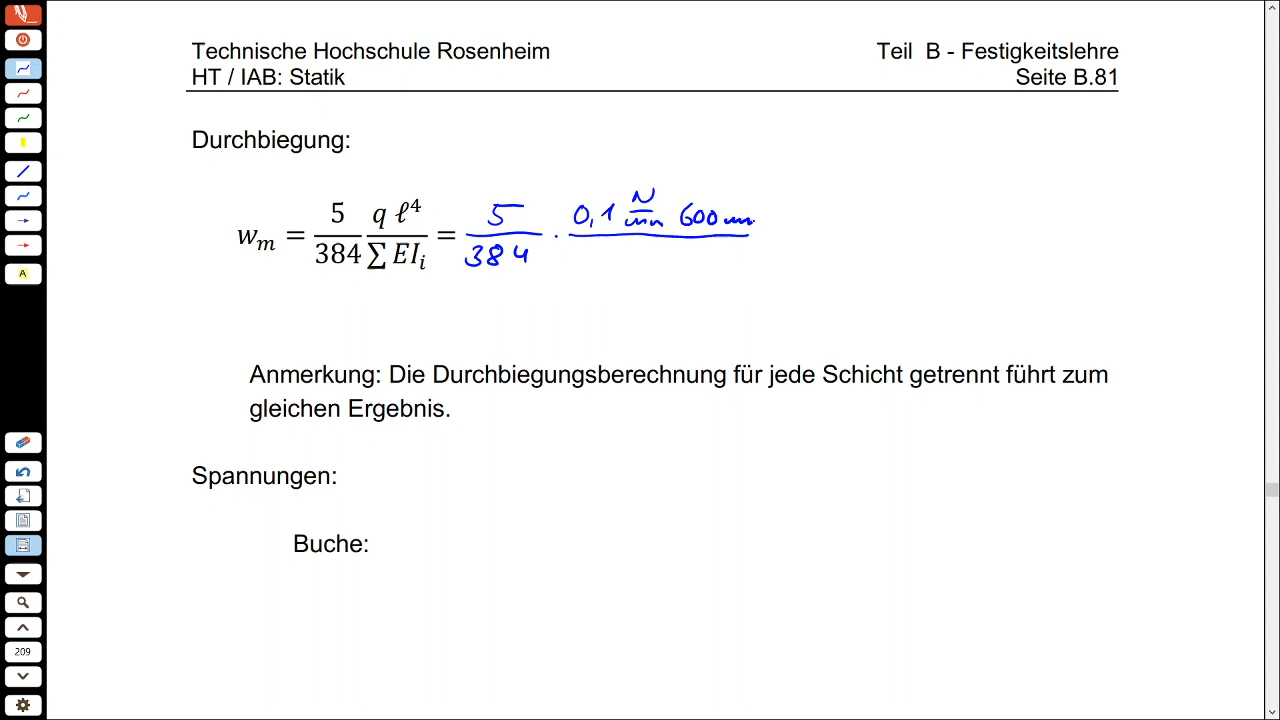 Technische Hochschule Rosenheim Teil B - Festigkeitslehre
HT / IAB: Statik Seite B.81
Durchbiegung:
w_m = 5/384 q ℓ⁴/∑ EI_i = 5/384 · 0,1 N/mm 600 mm
Anmerkung: Die Durchbiegungsberechnung für jede Schicht getrennt führt zum
gleichen Ergebnis.
Spannungen:
Buche:
A
209